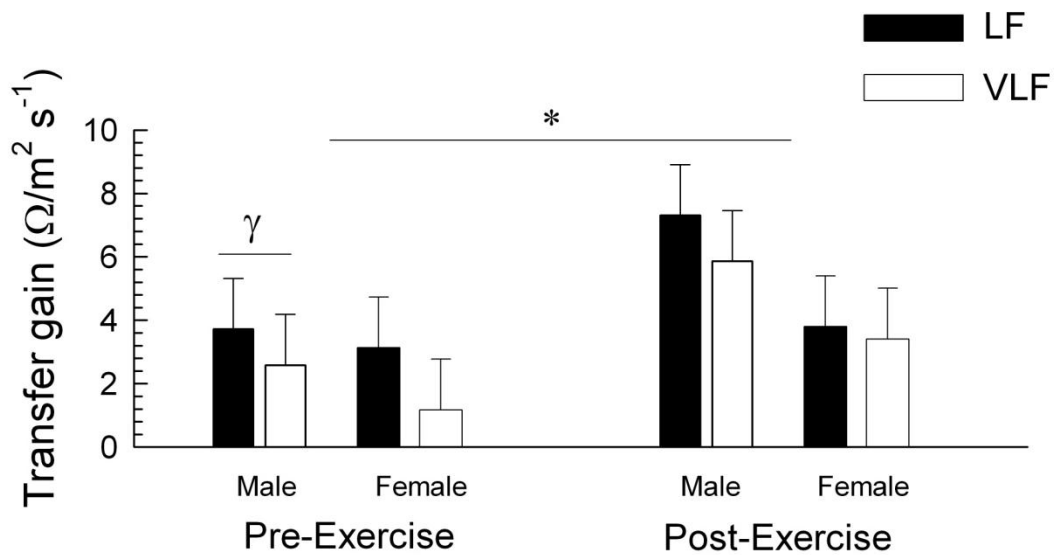 LF
VLF
Transfer gain (Ω/m² s⁻¹)
10
8
6
4
2
0
*
γ
Male Female Male Female
Pre-Exercise Post-Exercise